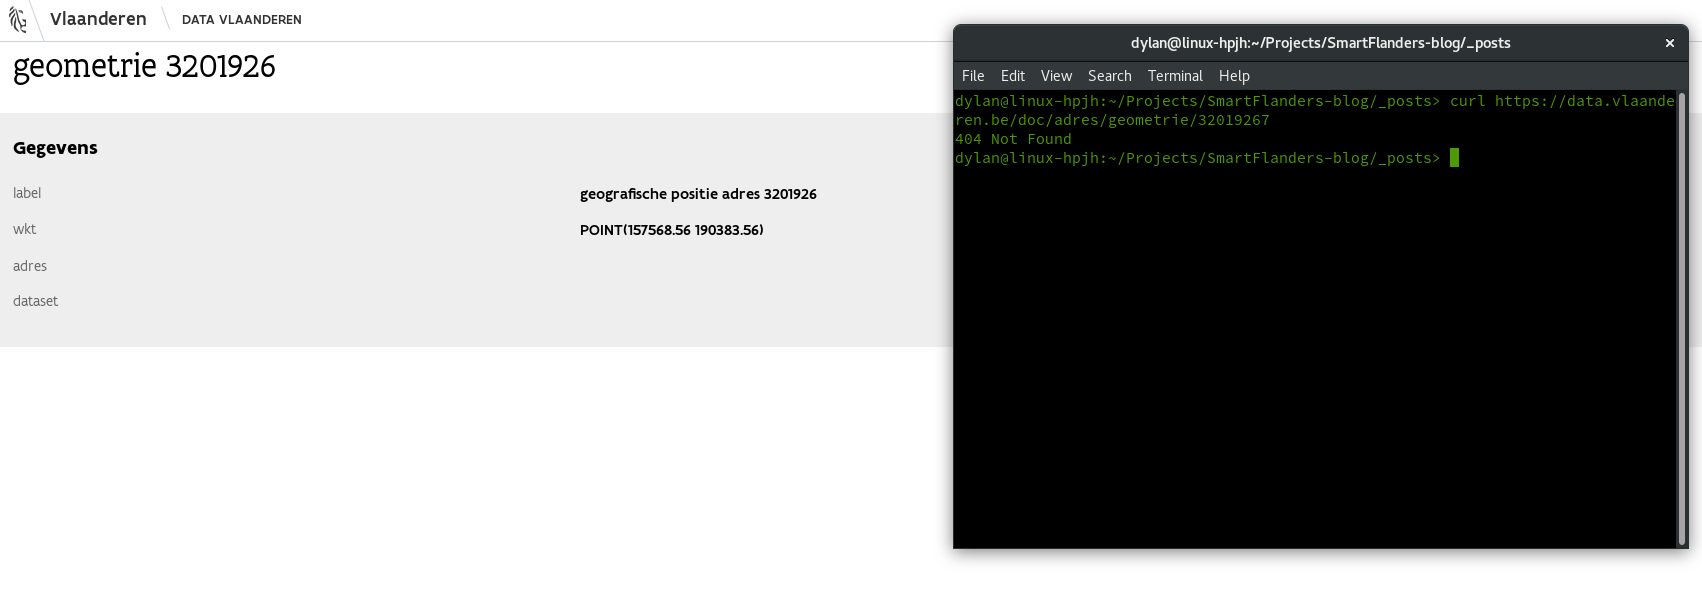 Vlaanderen
DATA VLAANDEREN
geometrie 3201926
Gegevens
label
geografische positie adres 3201926
wkt
POINT(157568.56 190383.56)
adres
dataset
dylan@linux-hpjh:~/Projects/SmartFlanders-blog/_posts
×
File Edit View Search Terminal Help
dylan@linux-hpjh:~/Projects/SmartFlanders-blog/_posts> curl https://data.vlaande
ren.be/doc/adres/geometrie/32019267
404 Not Found
dylan@linux-hpjh:~/Projects/SmartFlanders-blog/_posts>